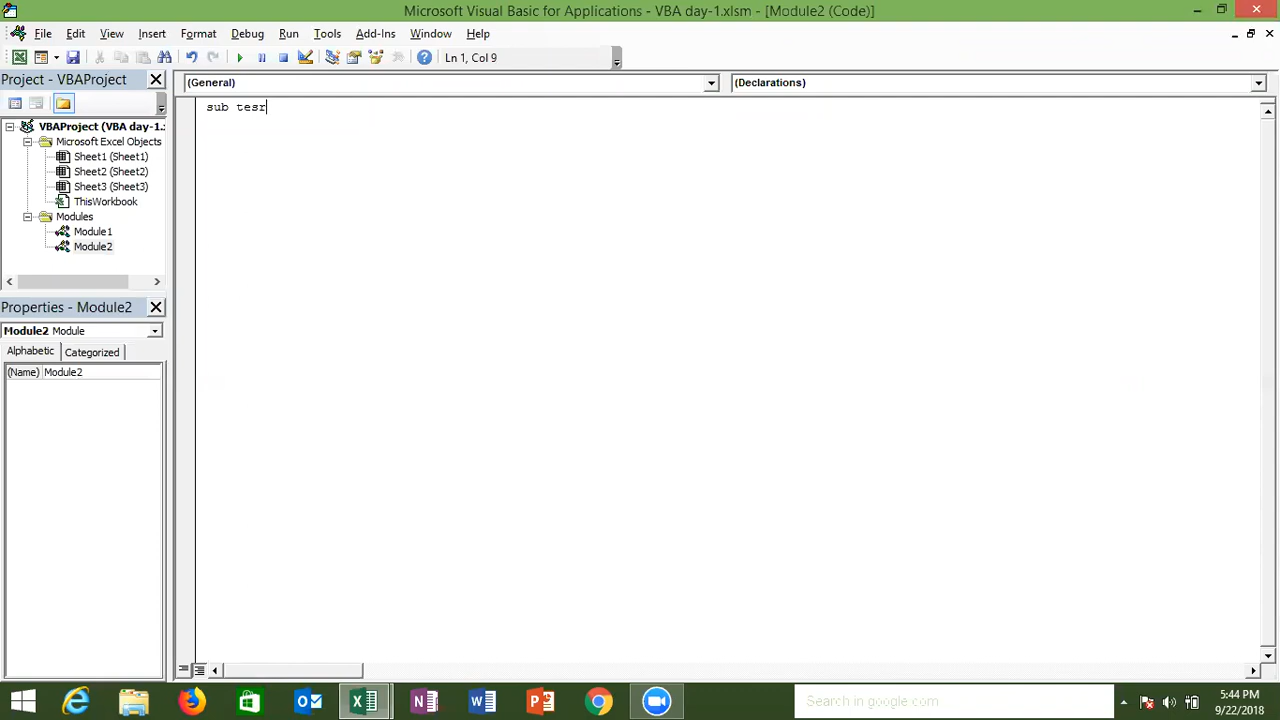 Microsoft Visual Basic for Applications - VBA day-1.xlsm - [Module2 (Code)]
File Edit View Insert Format Debug Run Tools Add-Ins Window Help
Ln 1, Col 9
Project - VBAProject
(General)
(Declarations)
sub tesr
VBAProject (VBA day-1.:
Microsoft Excel Objects
Sheet1 (Sheet1)
Sheet2 (Sheet2)
Sheet3 (Sheet3)
ThisWorkbook
Modules
Module1
Module2
Properties - Module2
Module2 Module
Alphabetic Categorized
(Name) Module2
Search in google.com
5:44 PM
9/22/2018